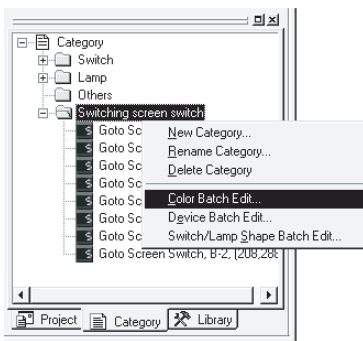 Category
Switch
Lamp
Others
Switching screen switch
Goto Sc
New Category...
Goto Sc
Rename Category...
Goto Sc
Delete Category
Goto Sc
Color Batch Edit...
Goto Sc
Device Batch Edit...
Goto Sc
Switch/Lamp Shape Batch Edit...
Goto Sc
Goto Screen Switch, B-2, (208,288
Project Category Library